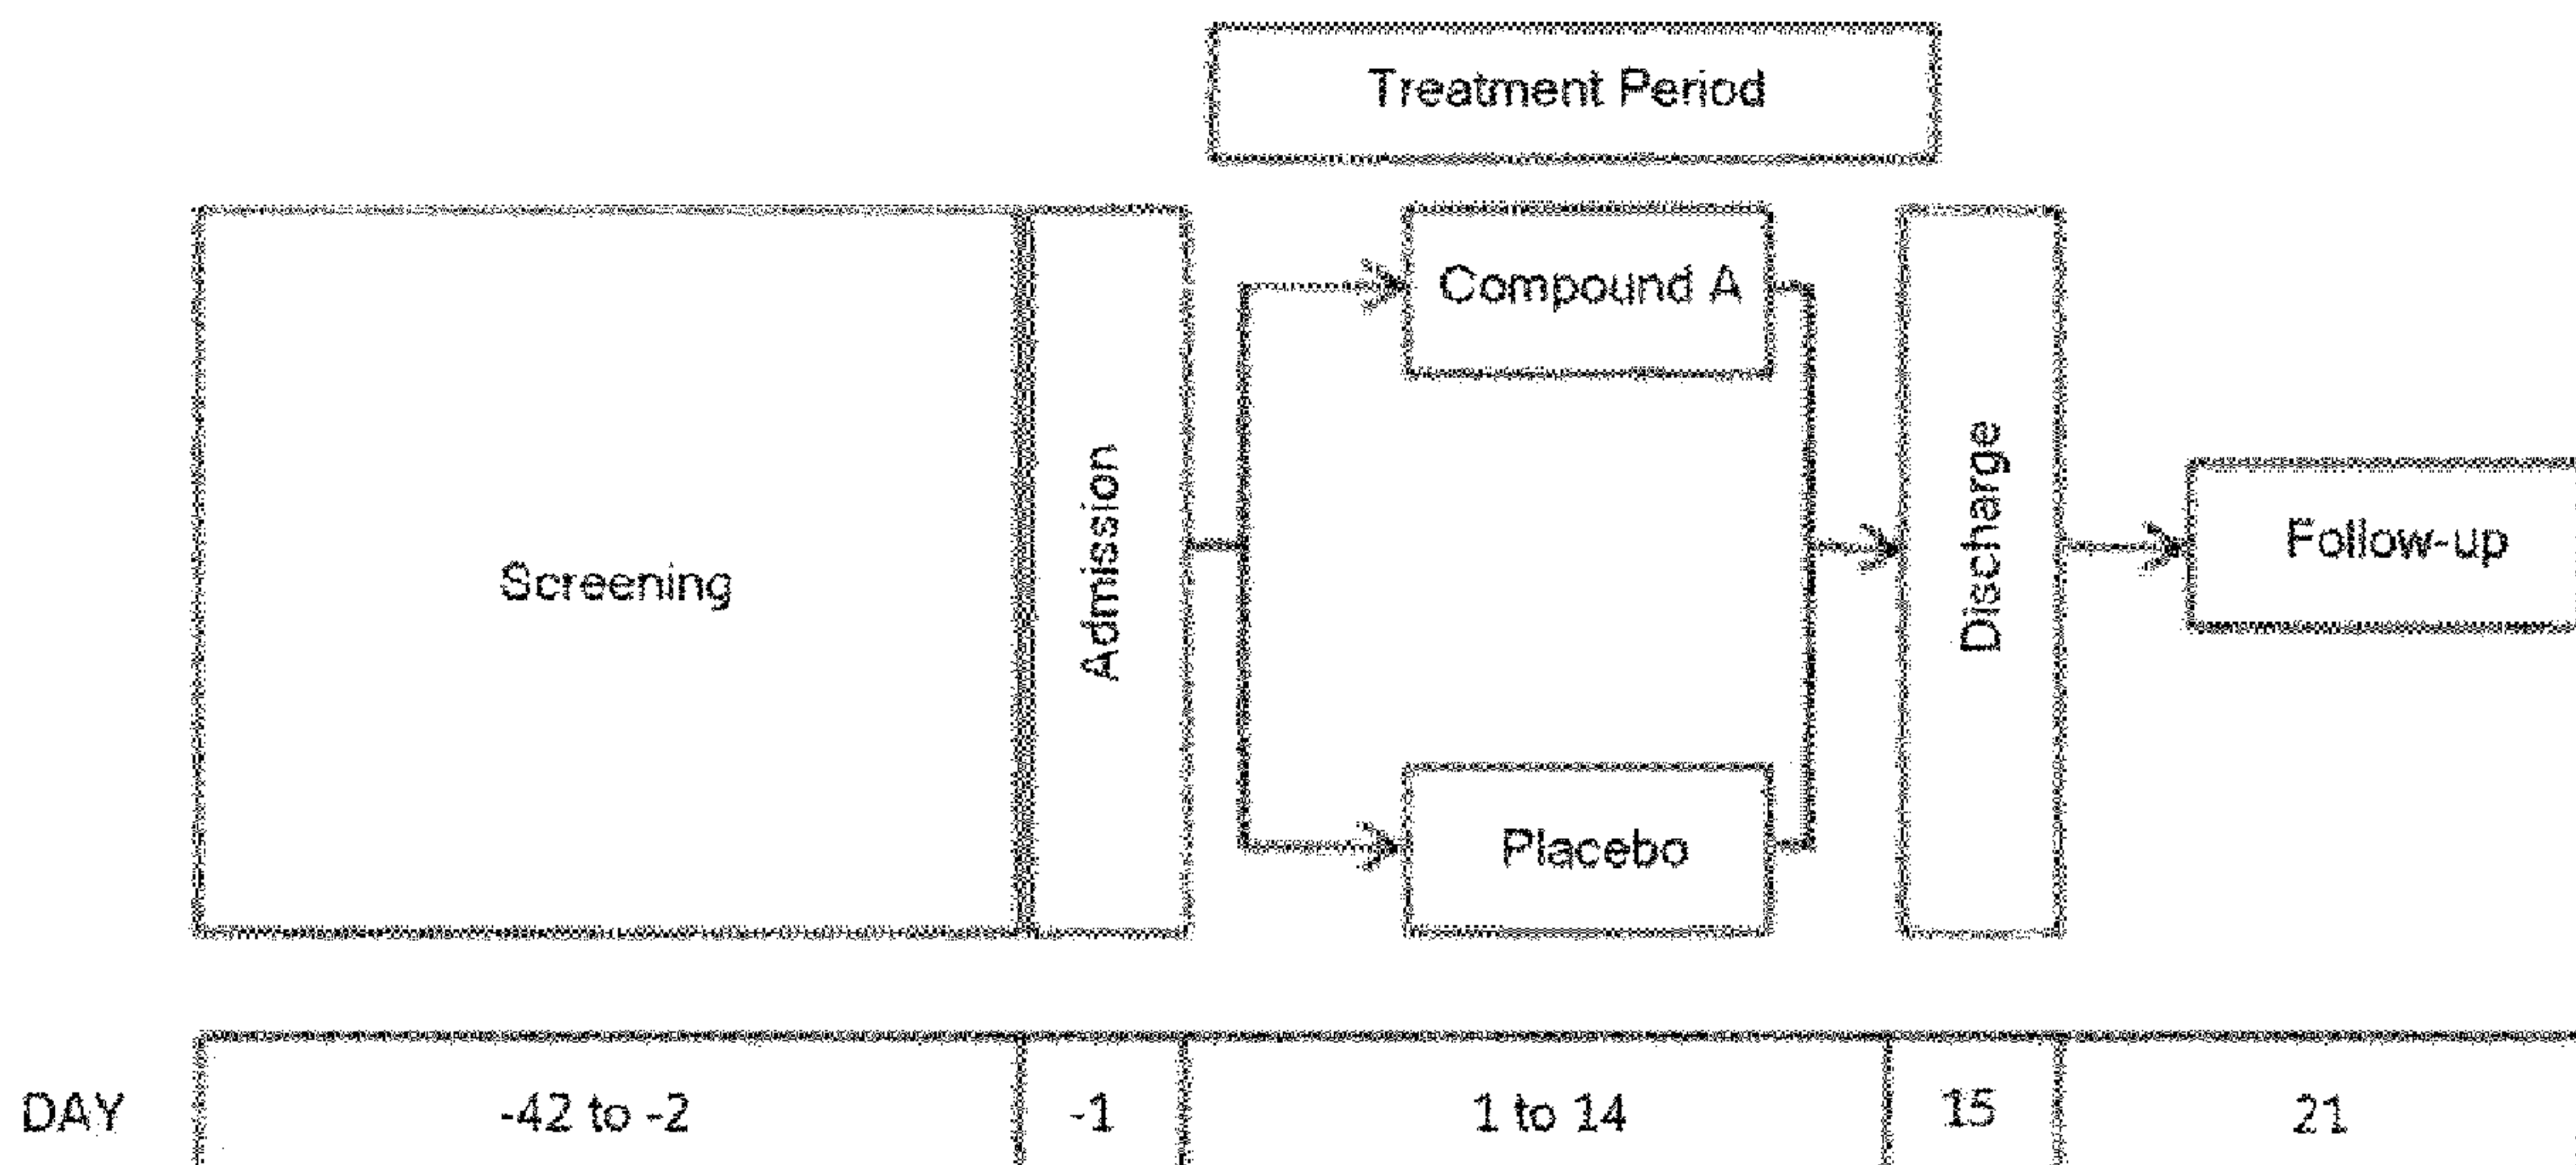 Treatment Period
Screening
Admission
Compound A
Placebo
Discharge
Follow-up
DAY
-42 to -2
-1
1 to 14
15
21